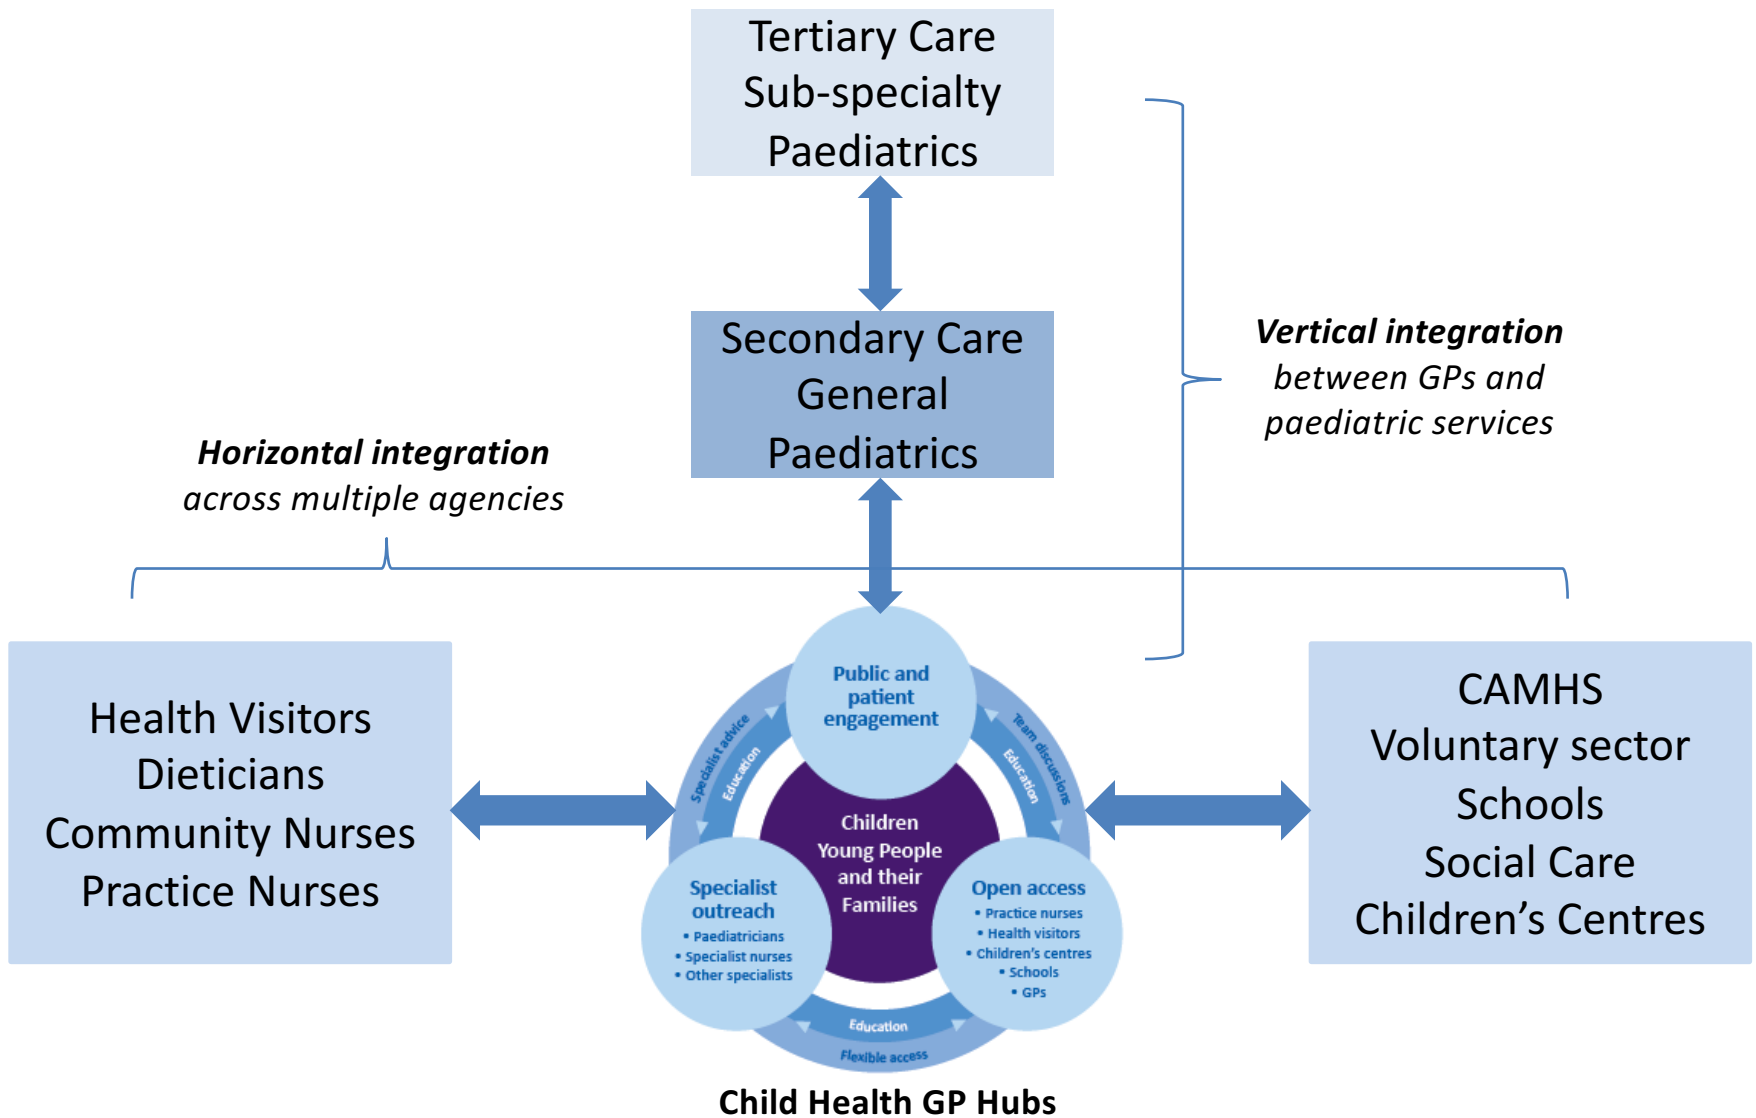 Tertiary Care
Sub-specialty
Paediatrics
Secondary Care
General
Paediatrics
Vertical integration
between GPs and
paediatric services
Horizontal integration
across multiple agencies
Health Visitors
Dieticians
Community Nurses
Practice Nurses
Public and
patient
engagement
Specialist advice
Education
Team discussions
Education
Children
Young People
and their
Families
Specialist
outreach
• Paediatricians
• Specialist nurses
• Other specialists
Open access
• Practice nurses
• Health visitors
• Children's centres
• Schools
• GPs
Education
Flexible access
CAMHS
Voluntary sector
Schools
Social Care
Children’s Centres
Child Health GP Hubs